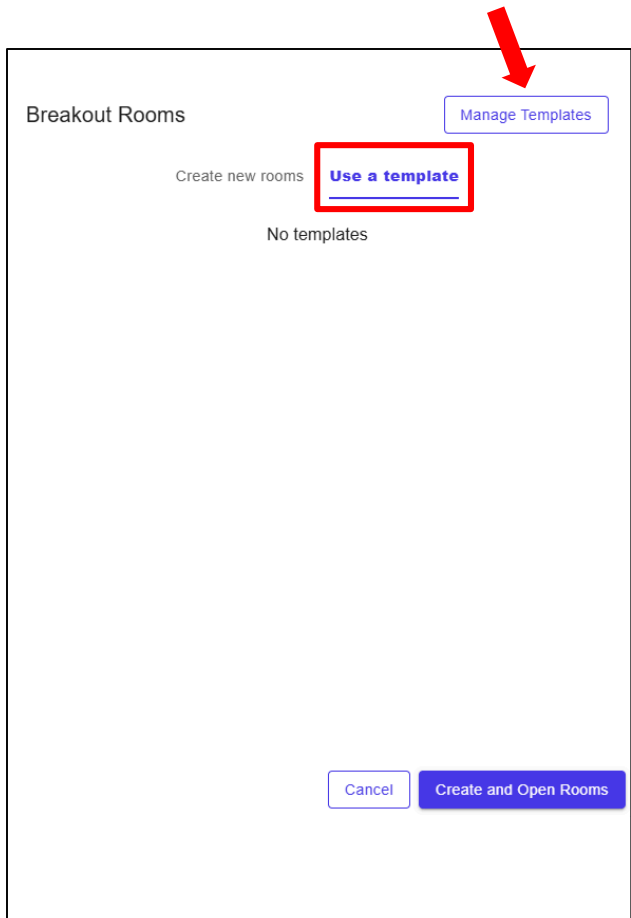 Breakout Rooms
Manage Templates
Create new rooms
Use a template
No templates
Cancel
Create and Open Rooms